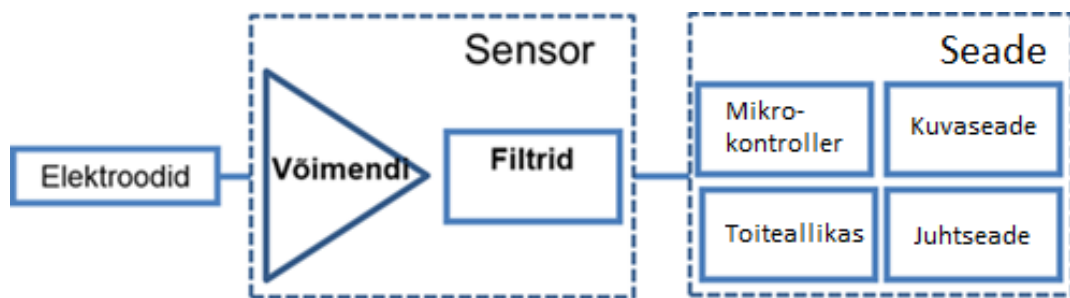 Elektroodid
Sensor
Võimendi
Filtrid
Seade
Mikro-
kontroller
Kuvaseade
Toiteallikas
Juhtseade